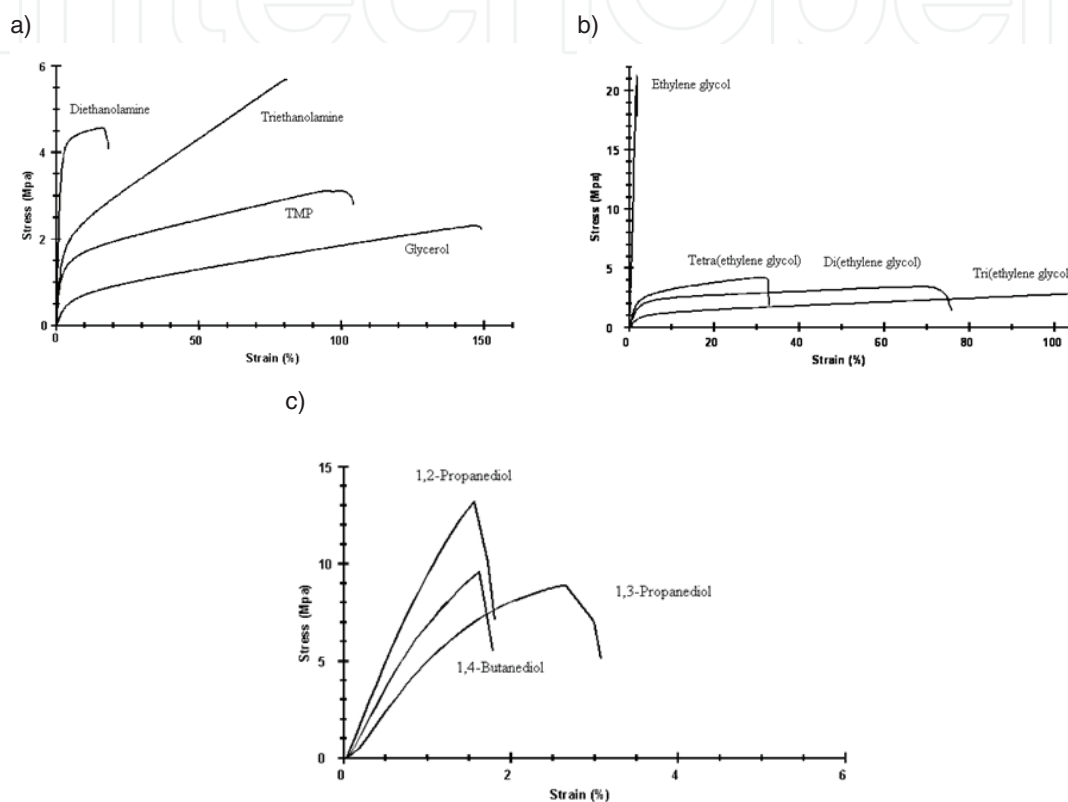 a)
b)
6
4
2
0
Stress (Mpa)
Diethanolamine
Triethanolamine
TMP
Glycerol
0
50
100
150
Strain (%)
20
15
10
5
0
Stress (Mpa)
Ethylene glycol
Tetra(ethylene glycol)
Di(ethylene glycol)
Tri(ethylene glycol
0
20
40
60
80
100
Strain (%)
c)
15
10
5
0
Stress (Mpa)
1,2-Propanediol
1,3-Propanediol
1,4-Butanediol
0
2
4
6
Strain (%)